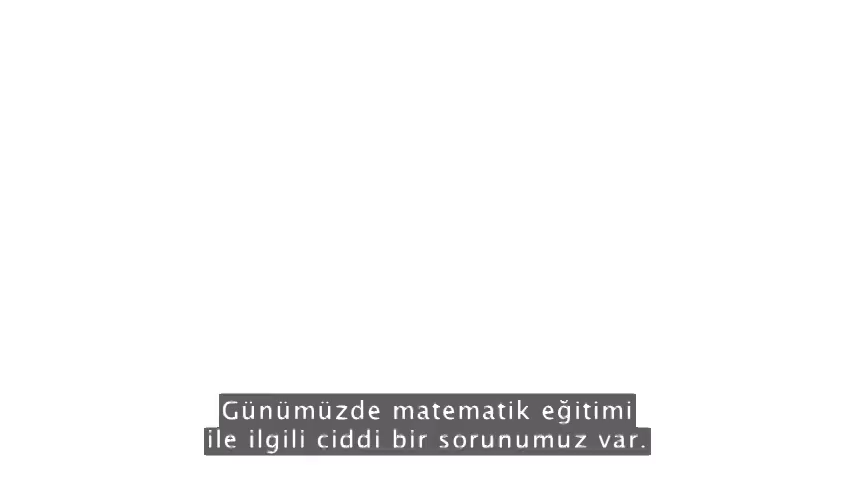 Günümüzde matematik eğitimi
ile ilgili ciddi bir sorunumuz var.